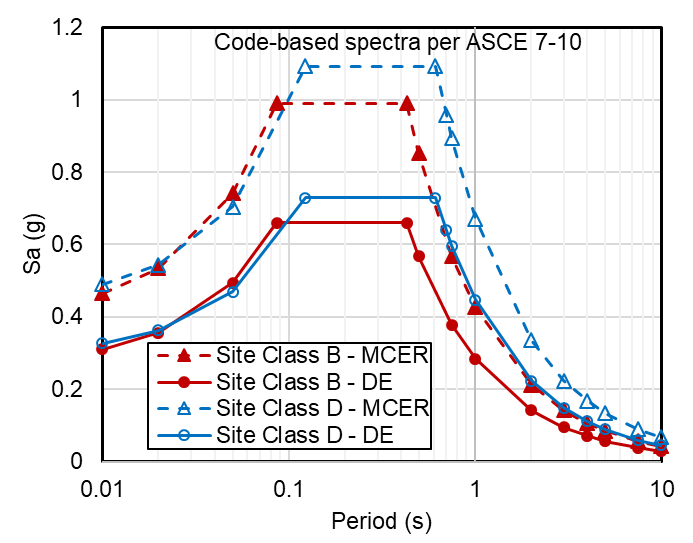 1.2
Code-based spectra per ASCE 7-10
1
0.8
Sa (g)
0.6
0.4
Site Class B - MCER
Site Class B - DE
0.2
Site Class D - MCER
Site Class D - DE
0
0.01 0.1 1 10
Period (s)